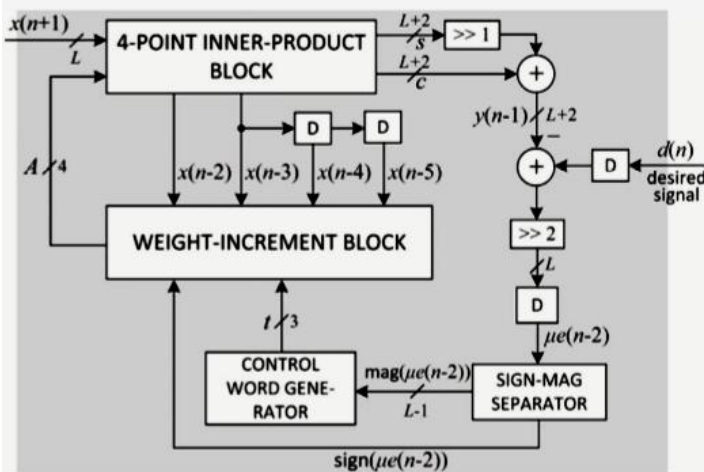 x(n+1)
L
4-POINT INNER-PRODUCT
BLOCK
L+2
s
>> 1
L+2
c
+
y(n-1)
L+2
−
+
D
d(n)
desired
signal
D
D
A
4
x(n-2)
x(n-3)
x(n-4)
x(n-5)
WEIGHT-INCREMENT BLOCK
>> 2
L
D
t
3
μe(n-2)
CONTROL
WORD GENE-
RATOR
mag(μe(n-2))
L-1
SIGN-MAG
SEPARATOR
sign(μe(n-2))